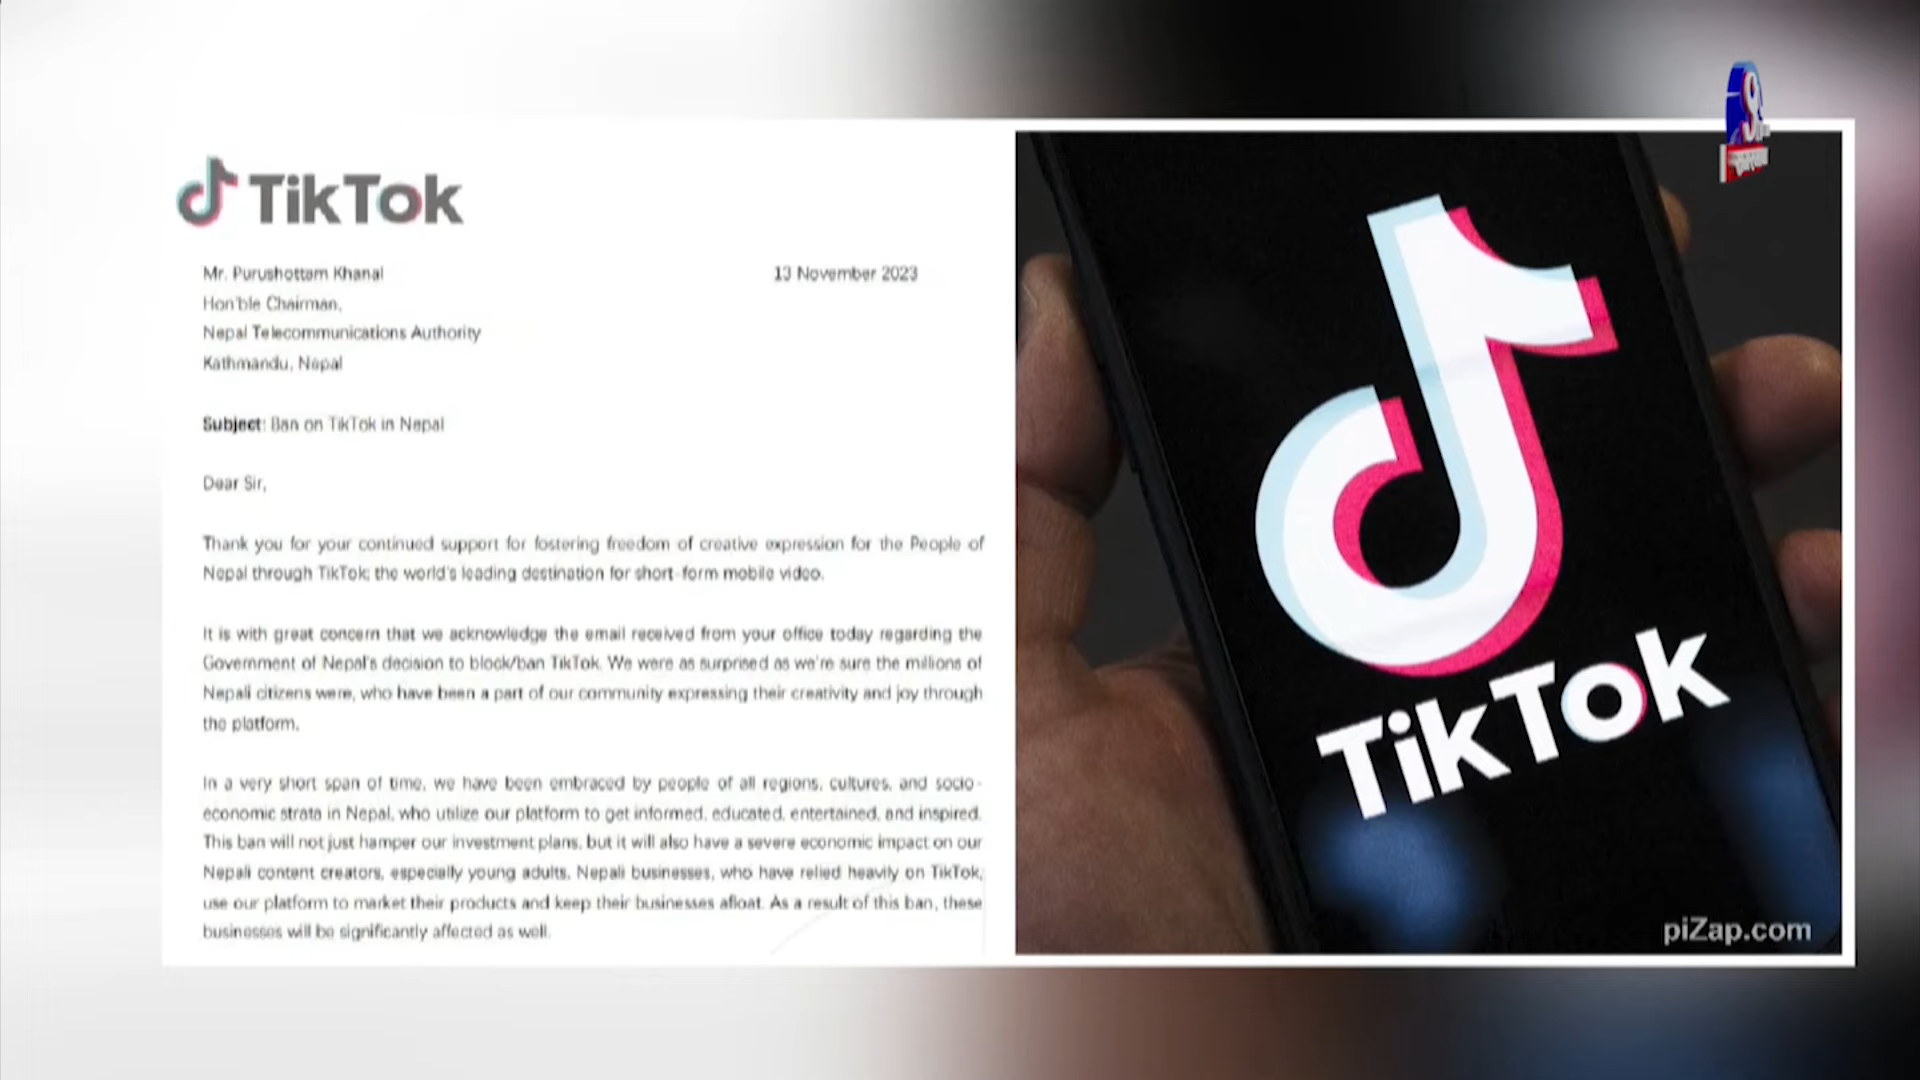 TikTok
Mr. Purushottam Khanal
13 November 2023
Hon'ble Chairman,
Nepal Telecommunications Authority
Kathmandu, Nepal
Subject: Ban on TikTok in Nepal
Dear Sir,
Thank you for your continued support for fostering freedom of creative expression for the People of
Nepal through TikTok; the world's leading destination for short-form mobile video.
It is with great concern that we acknowledge the email received from your office today regarding the
Government of Nepal's decision to block/ban TikTok. We were as surprised as we're sure the millions of
Nepali citizens were, who have been a part of our community expressing their creativity and joy through
the platform.
In a very short span of time, we have been embraced by people of all regions, cultures, and socio-
economic strata in Nepal, who utilize our platform to get informed, educated, entertained, and inspired.
This ban will not just hamper our investment plans, but it will also have a severe economic impact on our
Nepali content creators, especially young adults. Nepali businesses, who have relied heavily on TikTok,
use our platform to market their products and keep their businesses afloat. As a result of this ban, these
businesses will be significantly affected as well.
TikTok
piZap.com
9